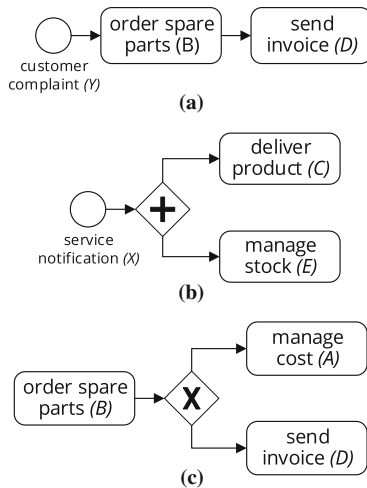 order spare
parts (B)
send
invoice (D)
customer
complaint (Y)
(a)
deliver
product (C)
service
notification (X)
manage
stock (E)
(b)
manage
cost (A)
order spare
parts (B)
X
send
invoice (D)
(c)